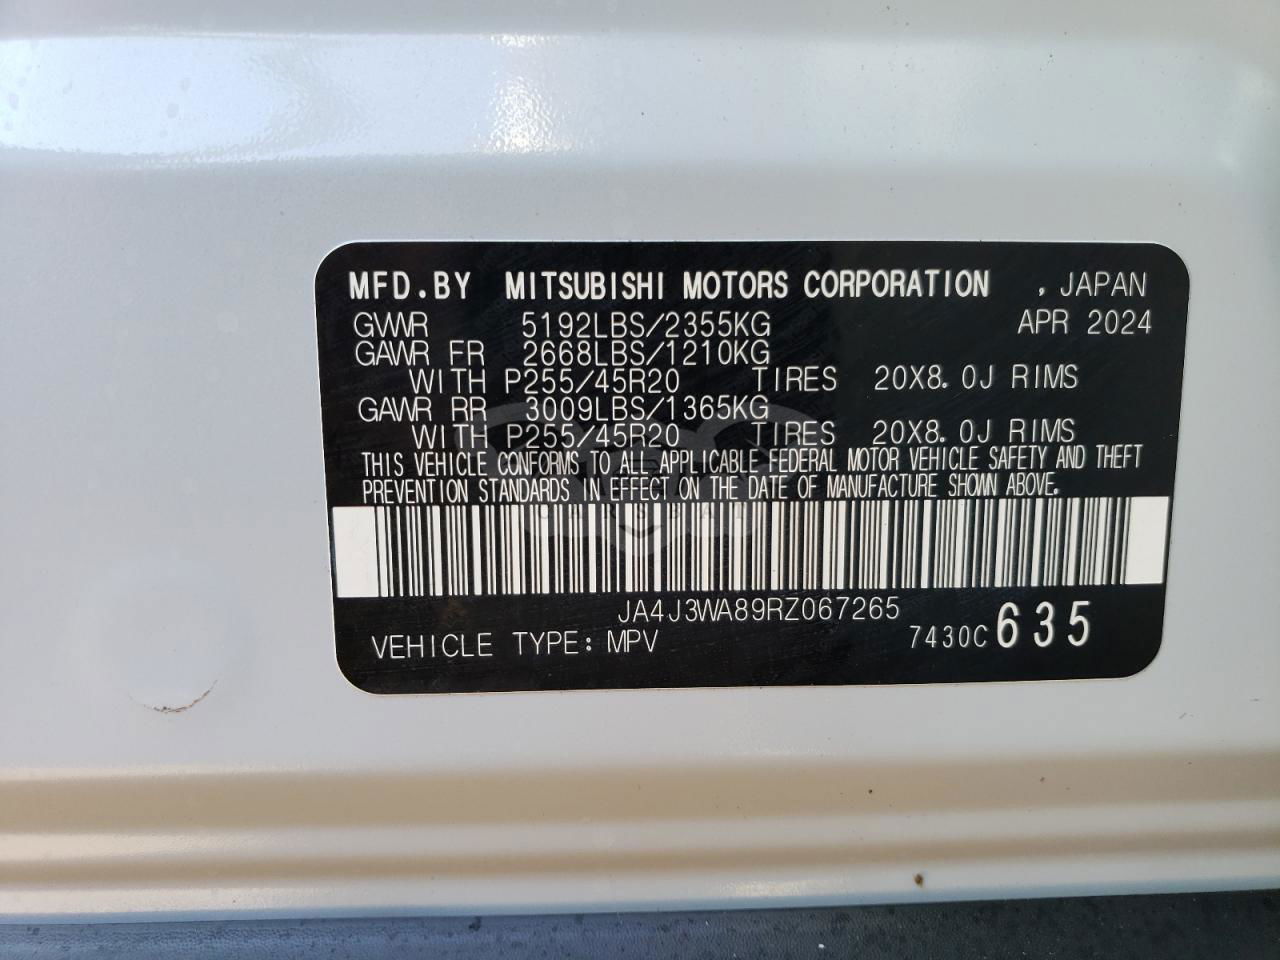 MFD.BY MITSUBISHI MOTORS CORPORATION , JAPAN
GVWR 5192LBS/2355KG APR 2024
GAWR FR 2668LBS/1210KG
WITH P255/45R20 TIRES 20X8.0J RIMS
GAWR RR 3009LBS/1365KG
WITH P255/45R20 TIRES 20X8.0J RIMS
THIS VEHICLE CONFORMS TO ALL APPLICABLE FEDERAL MOTOR VEHICLE SAFETY AND THEFT
PREVENTION STANDARDS IN EFFECT ON THE DATE OF MANUFACTURE SHOWN ABOVE.
JA4J3WA89RZ067265
VEHICLE TYPE: MPV 7430C 635